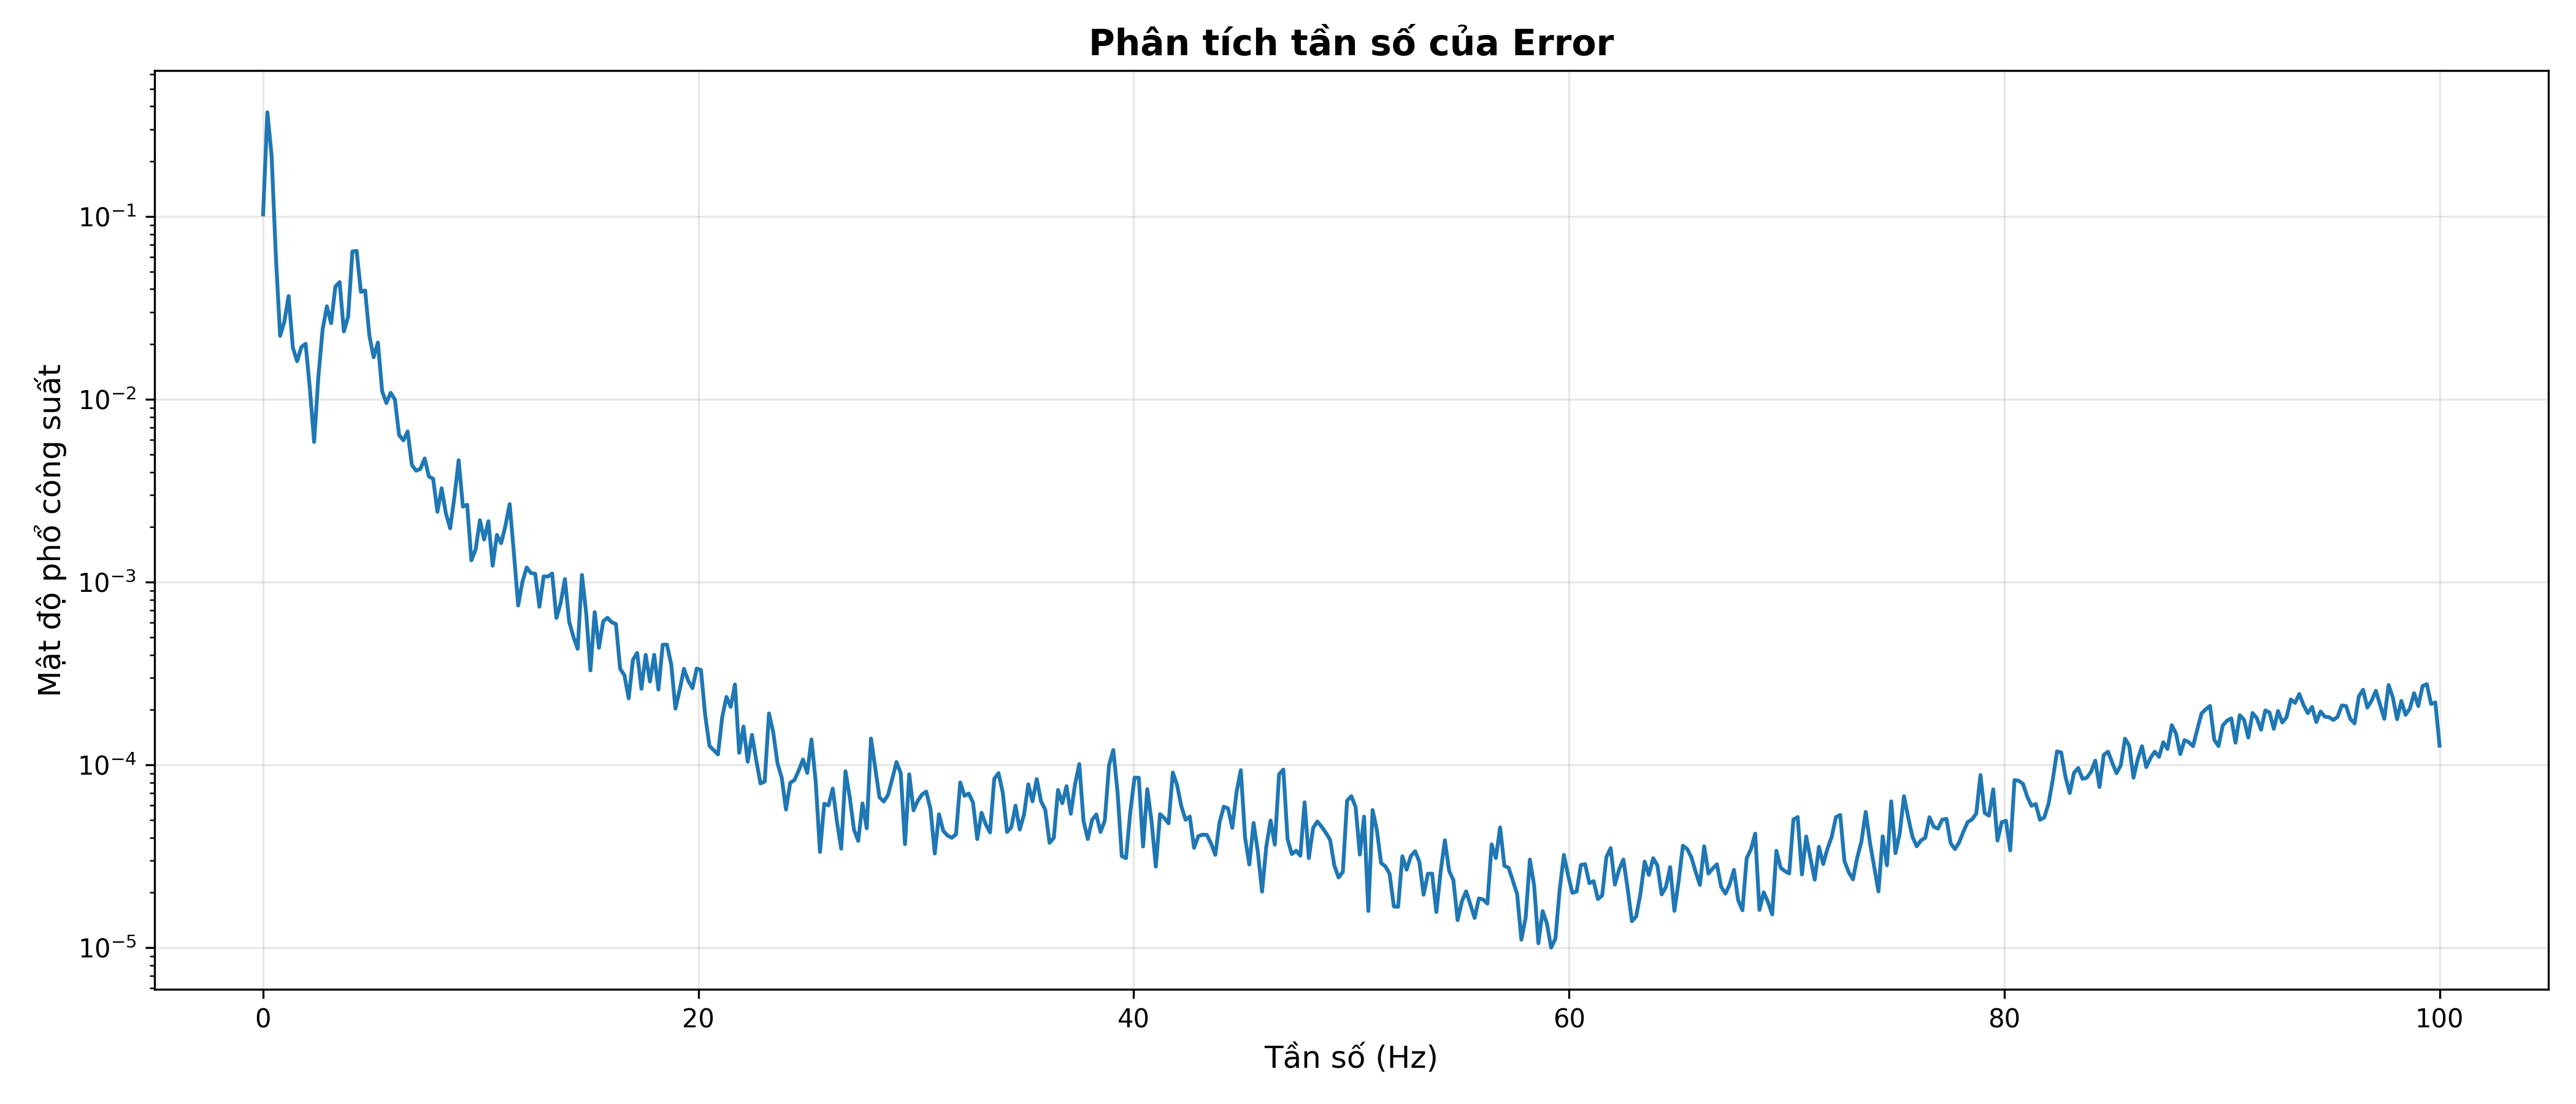 Phân tích tần số của Error
Mật độ phổ công suất
10⁻¹
10⁻²
10⁻³
10⁻⁴
10⁻⁵
0 20 40 60 80 100
Tần số (Hz)